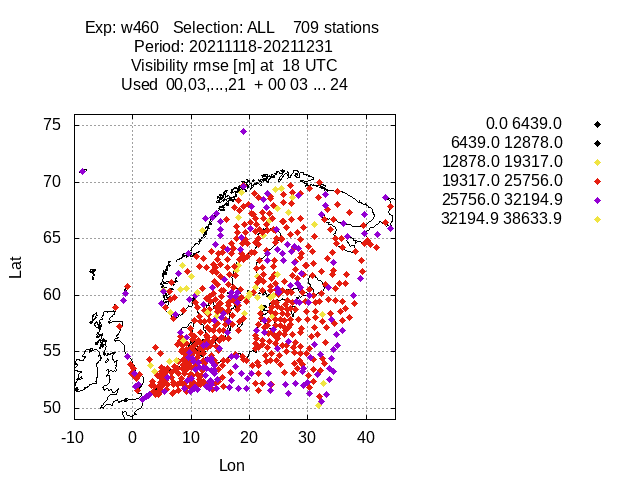 Exp: w460   Selection: ALL    709 stations
Period: 20211118-20211231
Visibility rmse [m] at  18 UTC
Used  00,03,...,21  + 00 03 ... 24
0.0 6439.0
6439.0 12878.0
12878.0 19317.0
19317.0 25756.0
25756.0 32194.9
32194.9 38633.9
75
70
65
60
55
50
Lat
-10 0 10 20 30 40
Lon